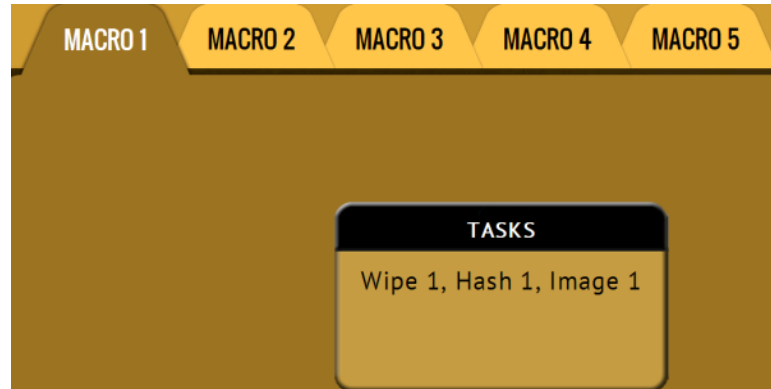 MACRO 1 MACRO 2 MACRO 3 MACRO 4 MACRO 5
TASKS
Wipe 1, Hash 1, Image 1